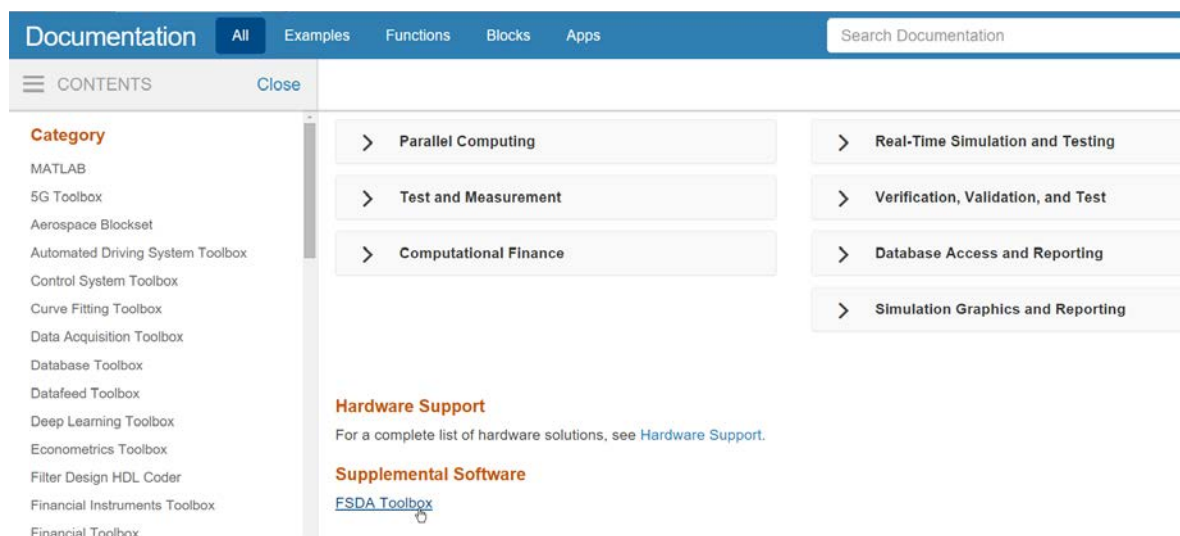 Documentation All Examples Functions Blocks Apps Search Documentation
CONTENTS Close
Category
MATLAB
5G Toolbox
Aerospace Blockset
Automated Driving System Toolbox
Control System Toolbox
Curve Fitting Toolbox
Data Acquisition Toolbox
Database Toolbox
Datafeed Toolbox
Deep Learning Toolbox
Econometrics Toolbox
Filter Design HDL Coder
Financial Instruments Toolbox
Financial Toolbox
Parallel Computing
Test and Measurement
Computational Finance
Real-Time Simulation and Testing
Verification, Validation, and Test
Database Access and Reporting
Simulation Graphics and Reporting
Hardware Support
For a complete list of hardware solutions, see Hardware Support.
Supplemental Software
FSDA Toolbox